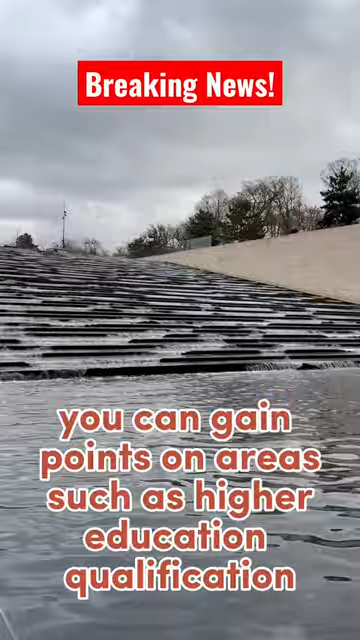 Breaking News!
you can gain
points on areas
such as higher
education
qualification